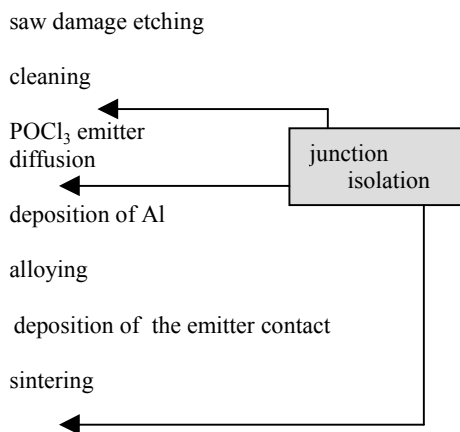 saw damage etching
cleaning
POCl₃ emitter
diffusion
deposition of Al
alloying
deposition of the emitter contact
sintering
junction
isolation